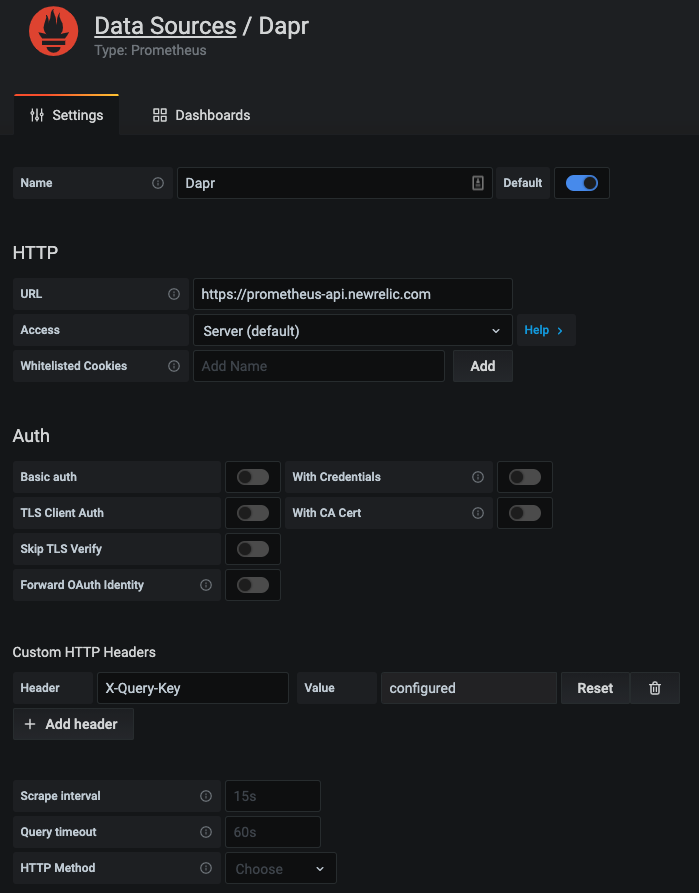 Data Sources / Dapr
Type: Prometheus
Settings Dashboards
Name Dapr Default
HTTP
URL https://prometheus-api.newrelic.com
Access Server (default) Help >
Whitelisted Cookies Add Name Add
Auth
Basic auth With Credentials
TLS Client Auth With CA Cert
Skip TLS Verify
Forward OAuth Identity
Custom HTTP Headers
Header X-Query-Key Value configured Reset
+ Add header
Scrape interval 15s
Query timeout 60s
HTTP Method Choose